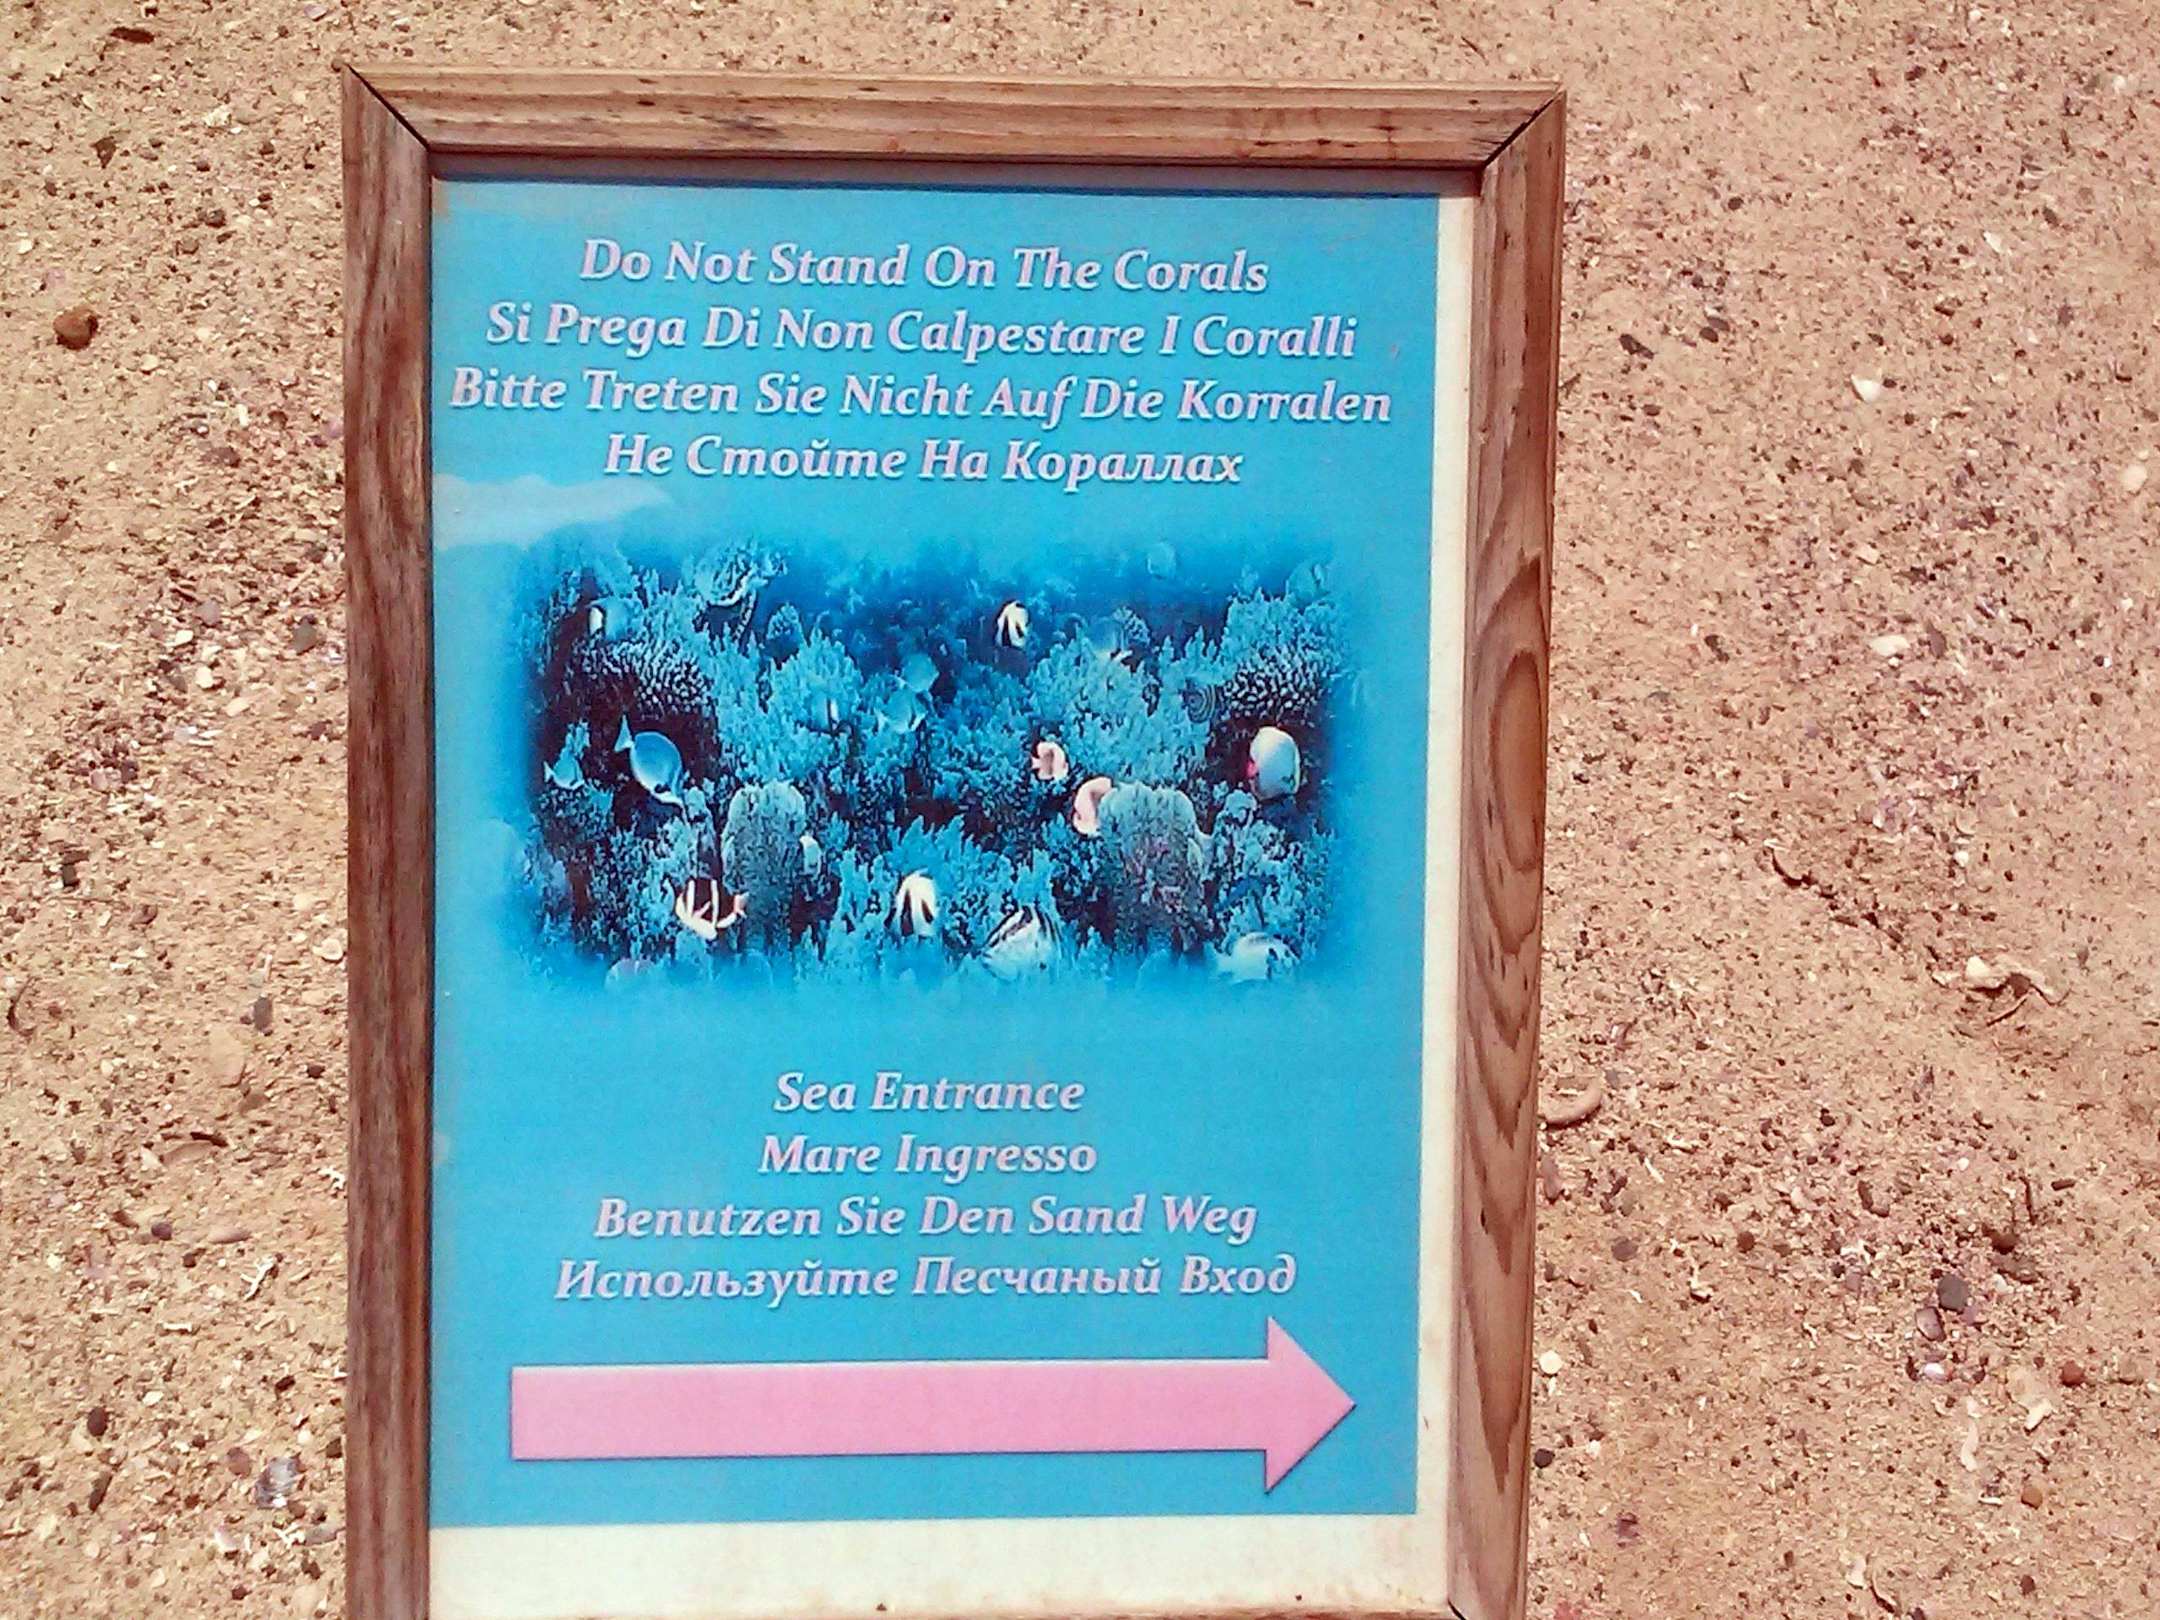 Do Not Stand On The Corals
Si Prega Di Non Calpestare I Coralli
Bitte Treten Sie Nicht Auf Die Korralen
Не Стойте На Кораллах
Sea Entrance
Mare Ingresso
Benutzen Sie Den Sand Weg
Используйте Песчаный Вход